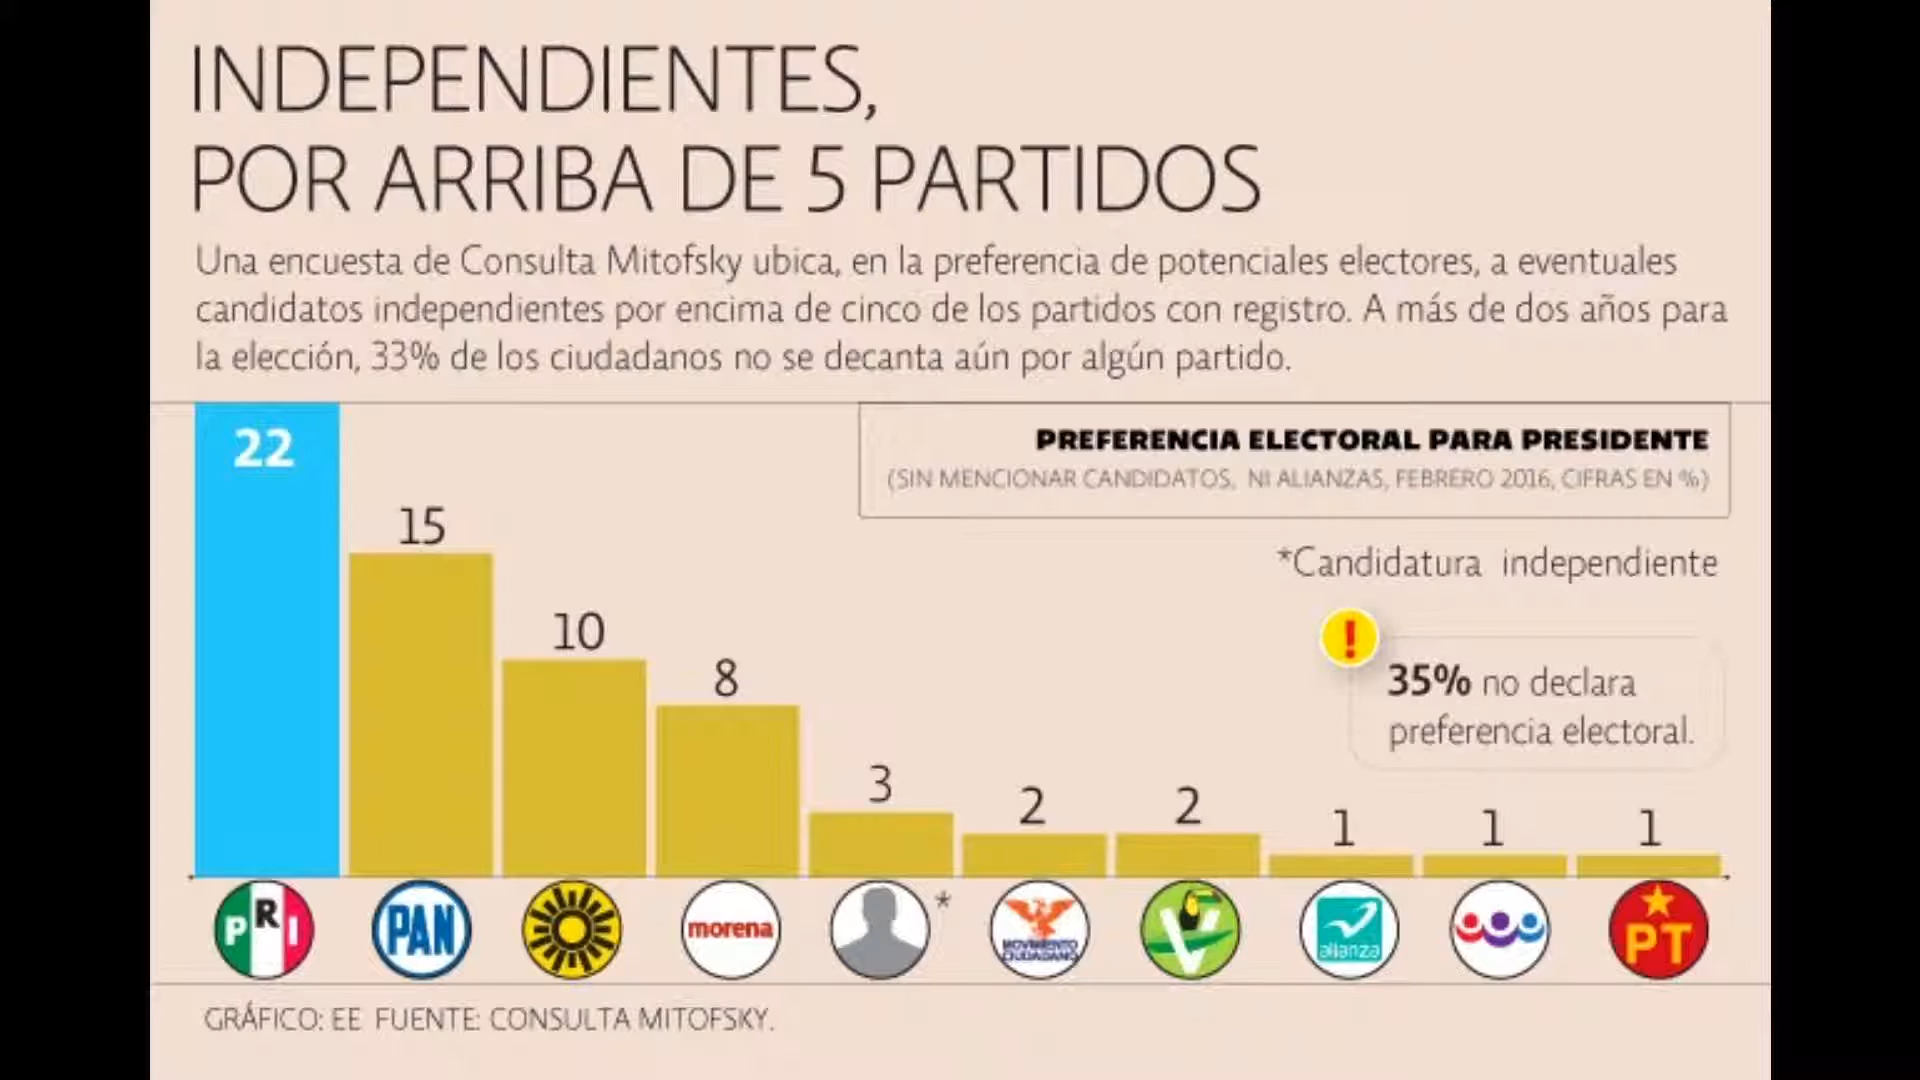 INDEPENDIENTES,
POR ARRIBA DE 5 PARTIDOS
Una encuesta de Consulta Mitofsky ubica, en la preferencia de potenciales electores, a eventuales
candidatos independientes por encima de cinco de los partidos con registro. A más de dos años para
la elección, 33% de los ciudadanos no se decanta aún por algún partido.
PREFERENCIA ELECTORAL PARA PRESIDENTE
(SIN MENCIONAR CANDIDATOS, NI ALIANZAS, FEBRERO 2016, CIFRAS EN %)
*Candidatura independiente
!
35% no declara
preferencia electoral.
22
15
10
8
3
2
2
1
1
1
PRI
PAN
morena
*
MOVIMIENTO
CIUDADANO
V
alianza
PT
GRÁFICO: EE FUENTE: CONSULTA MITOFSKY.